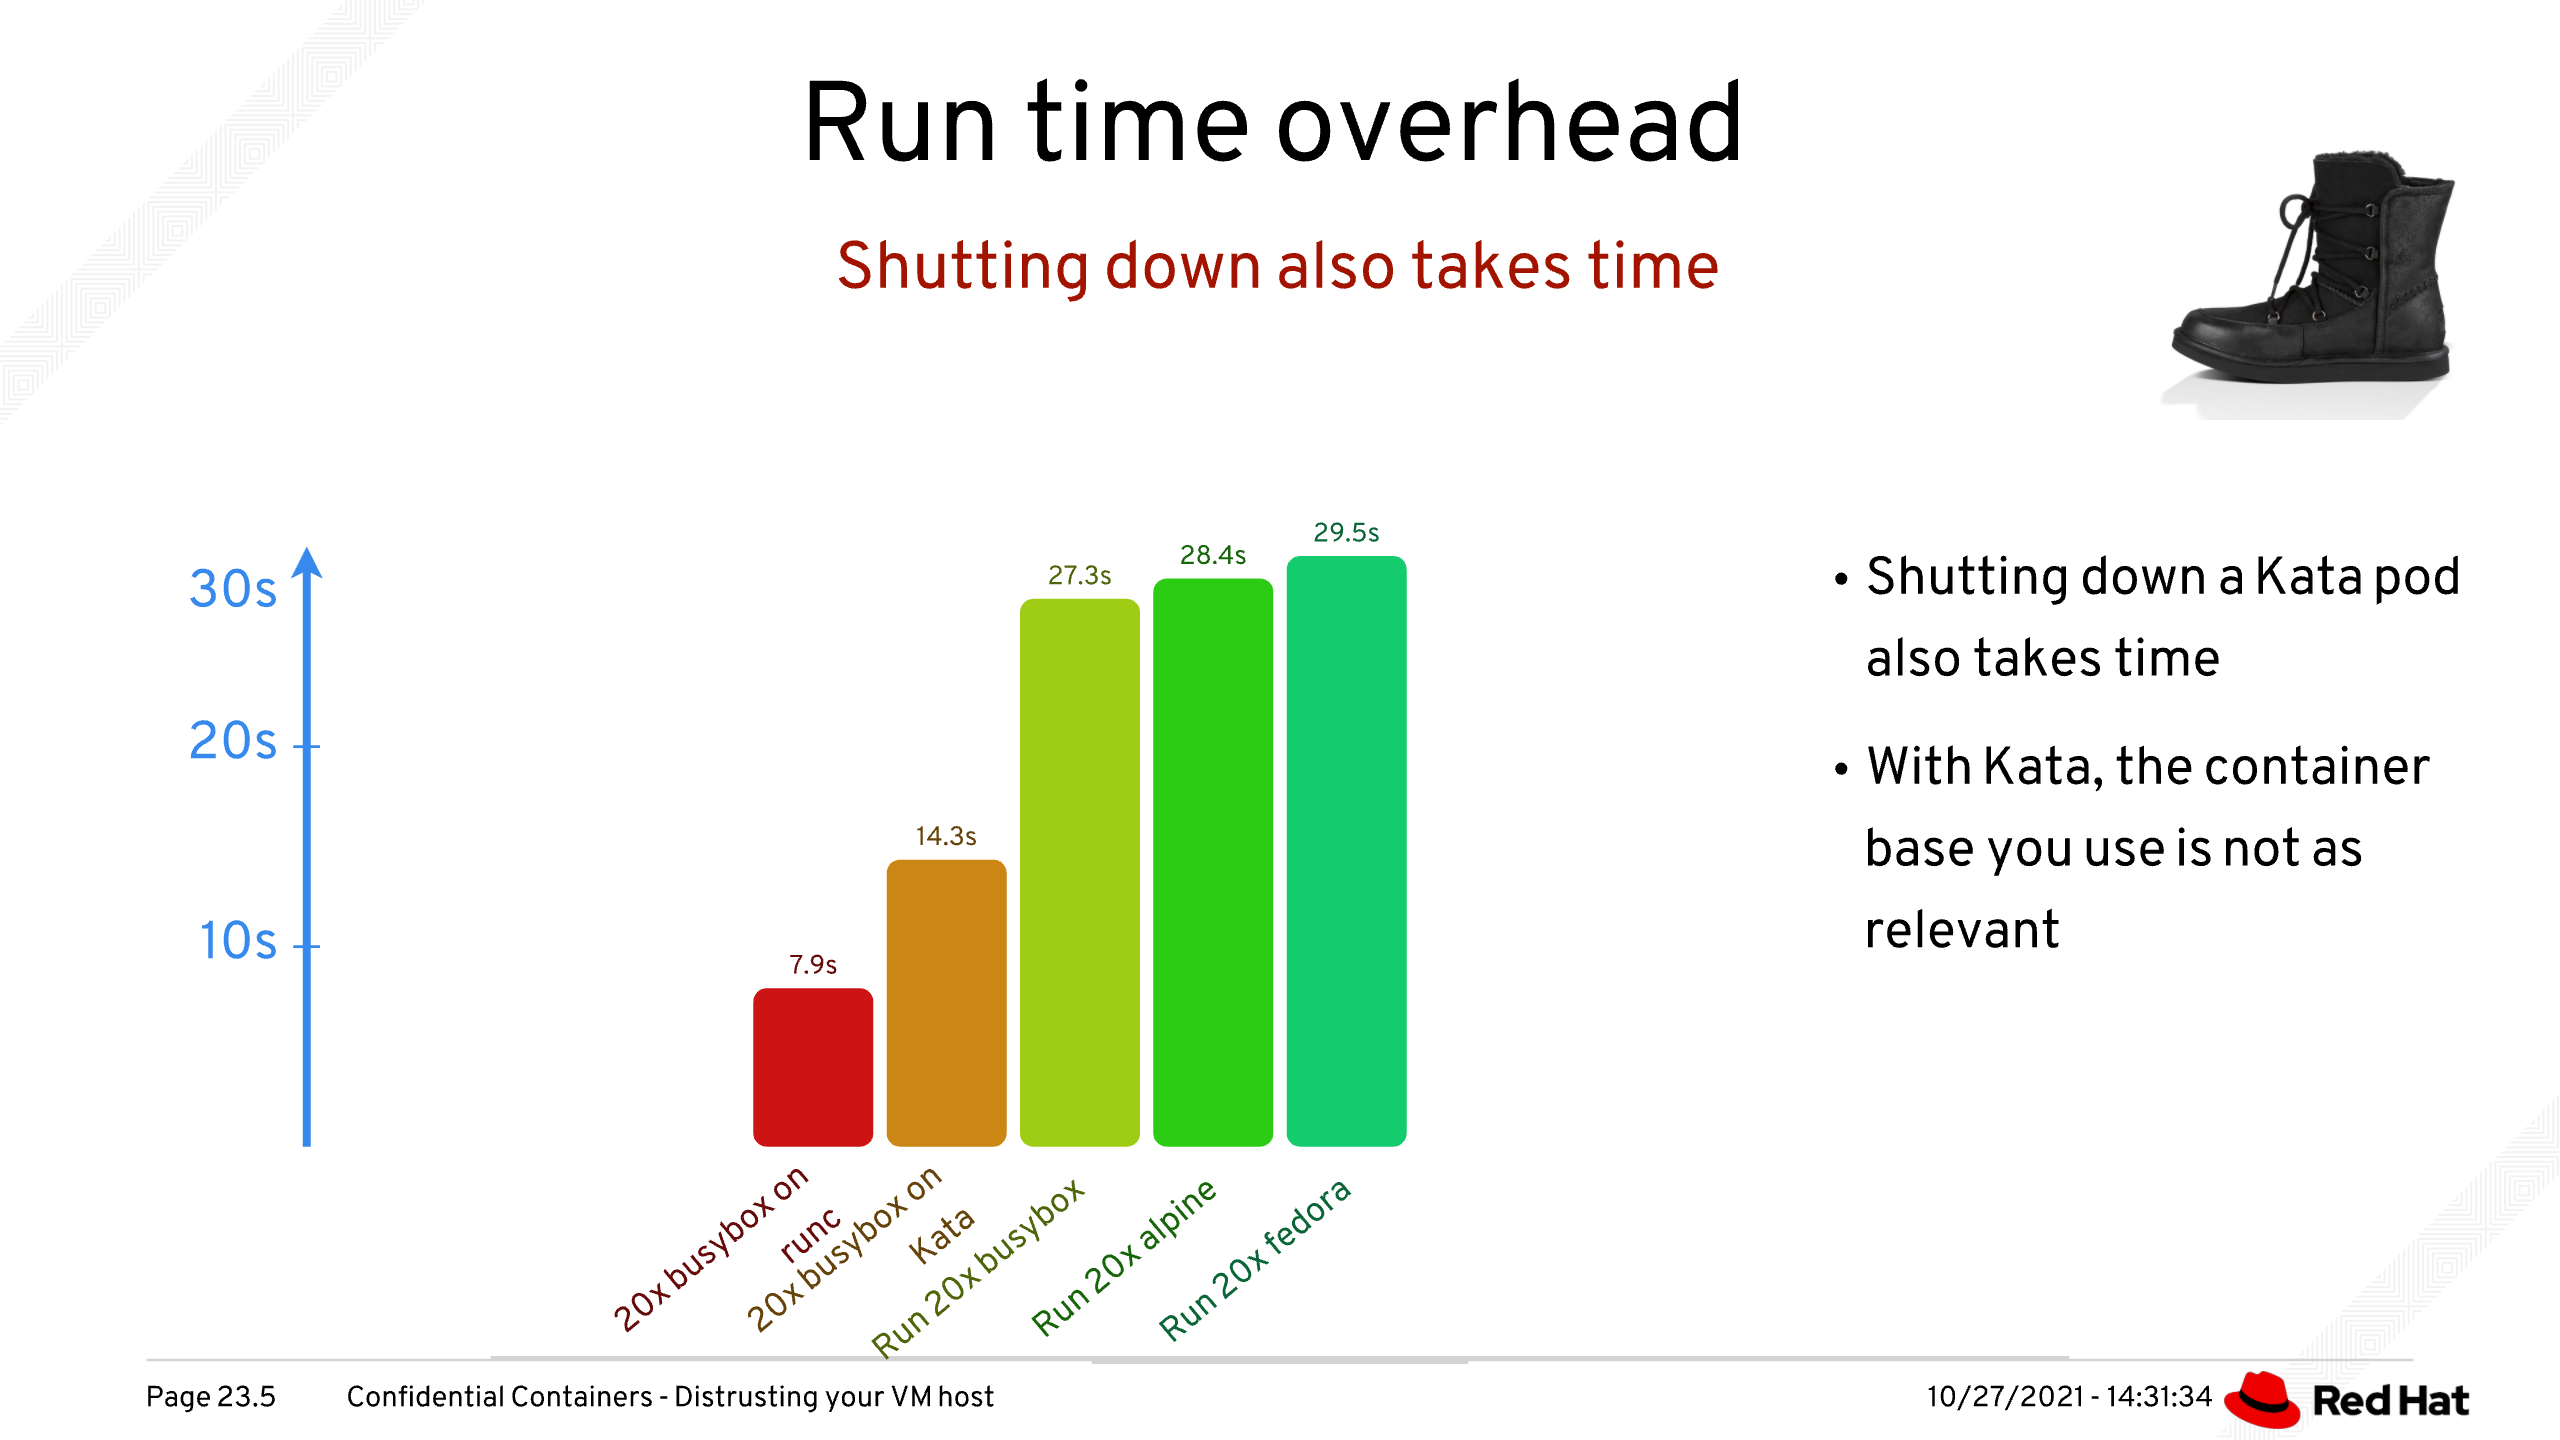 Run time overhead
Shutting down also takes time
30s
20s
10s
7.9s
14.3s
27.3s
28.4s
29.5s
20x busybox on
runc
20x busybox on
Kata
Run 20x busybox
Run 20x alpine
Run 20x fedora
• Shutting down a Kata pod
also takes time
• With Kata, the container
base you use is not as
relevant
Page 23.5
Confidential Containers - Distrusting your VM host
10/27/2021 - 14:31:34
Red Hat